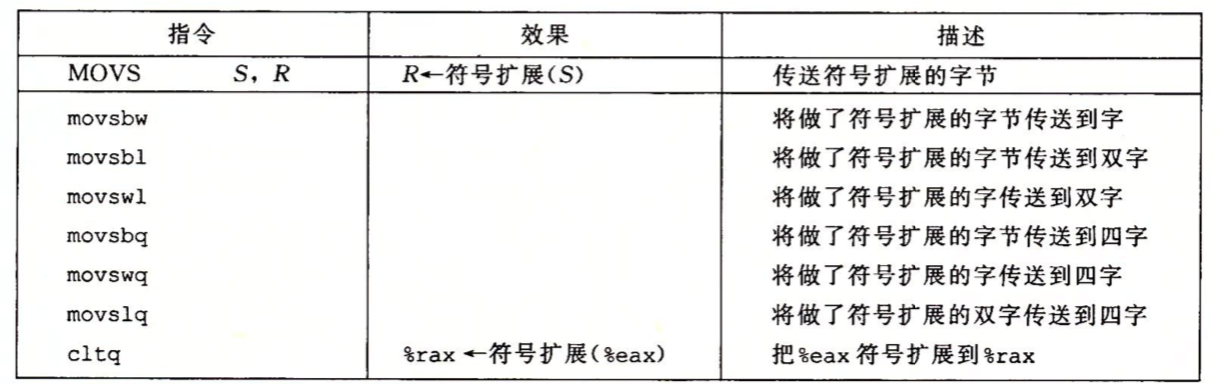 指令 效果 描述
MOVS S, R R←符号扩展(S) 传送符号扩展的字节
movsbw 将做了符号扩展的字节传送到字
movsbl 将做了符号扩展的字节传送到双字
movswl 将做了符号扩展的字传送到双字
movsbq 将做了符号扩展的字节传送到四字
movswq 将做了符号扩展的字传送到四字
movslq 将做了符号扩展的双字传送到四字
cltq %rax←符号扩展(%eax) 把%eax符号扩展到%rax